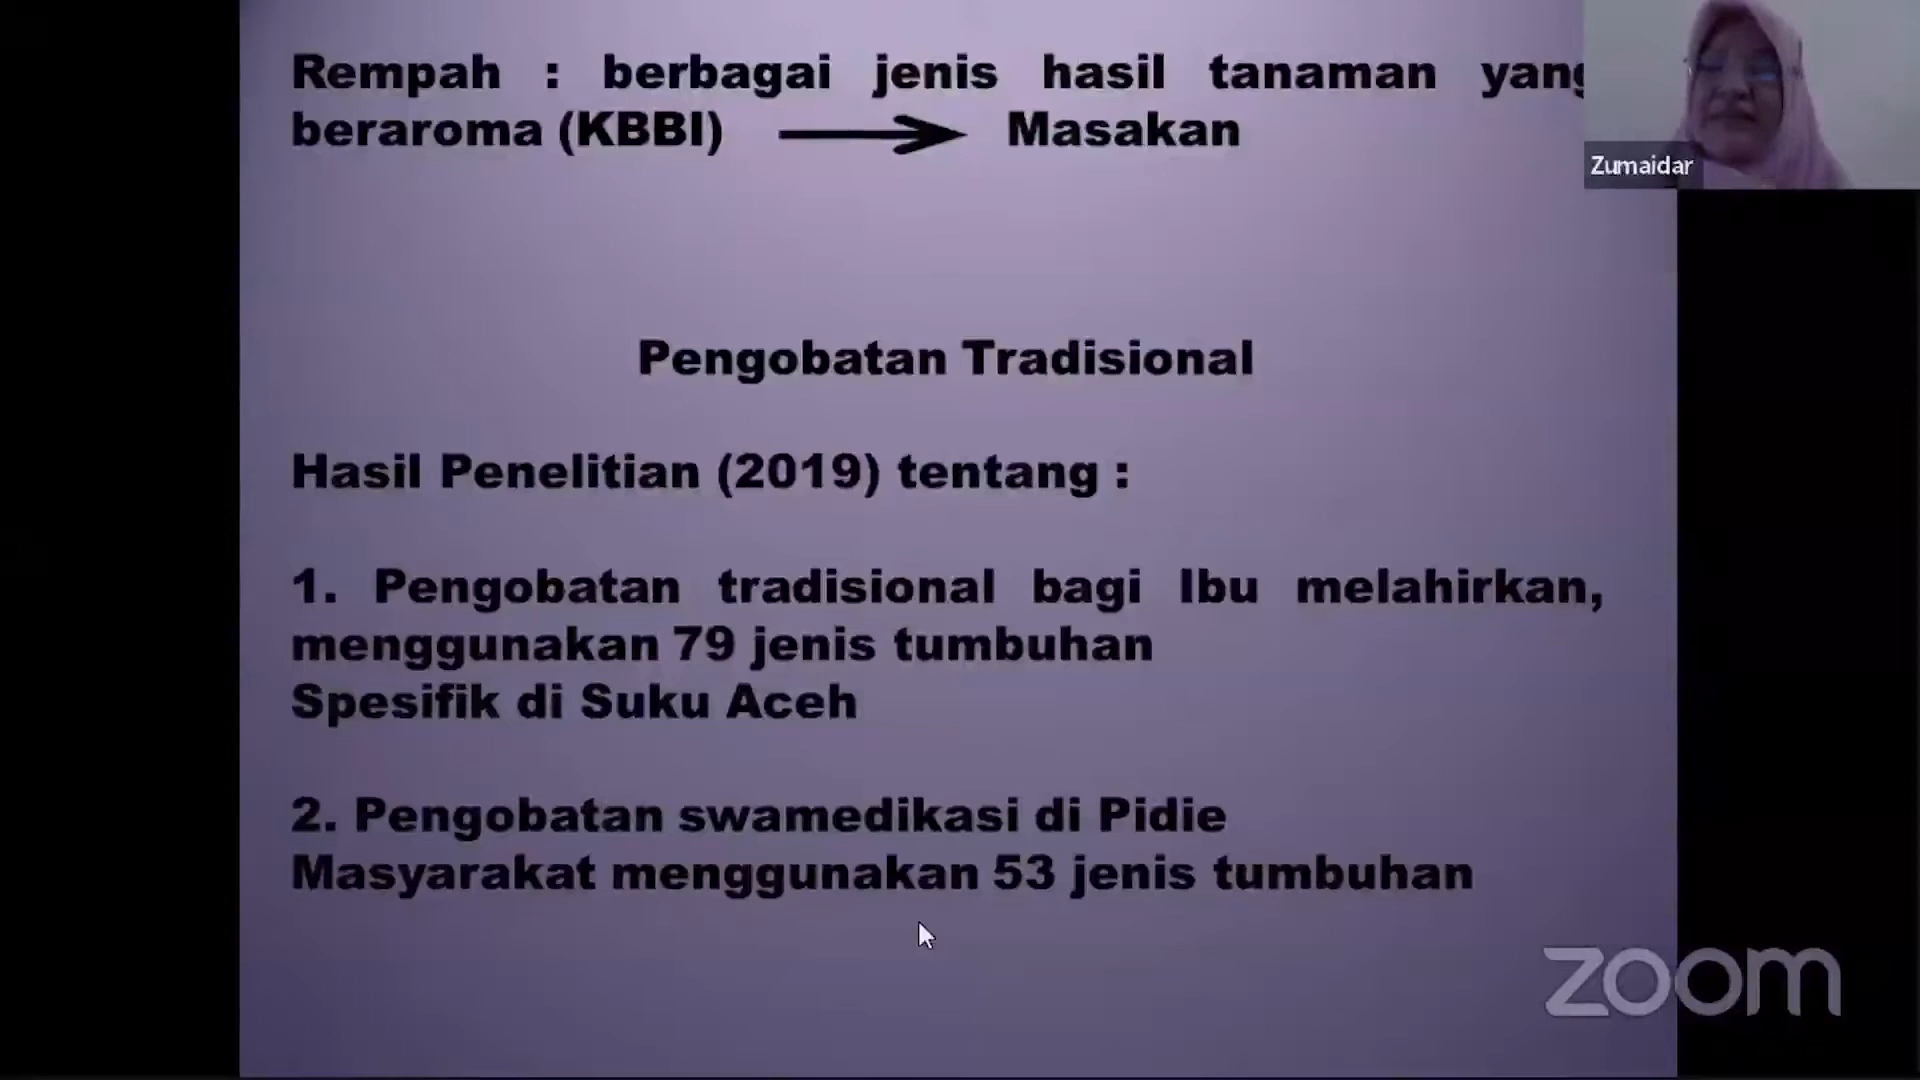 Rempah : berbagai jenis hasil tanaman yang
beraroma (KBBI) Masakan
Zumaidar
Pengobatan Tradisional
Hasil Penelitian (2019) tentang :
1. Pengobatan tradisional bagi Ibu melahirkan,
menggunakan 79 jenis tumbuhan
Spesifik di Suku Aceh
2. Pengobatan swamedikasi di Pidie
Masyarakat menggunakan 53 jenis tumbuhan
zoom